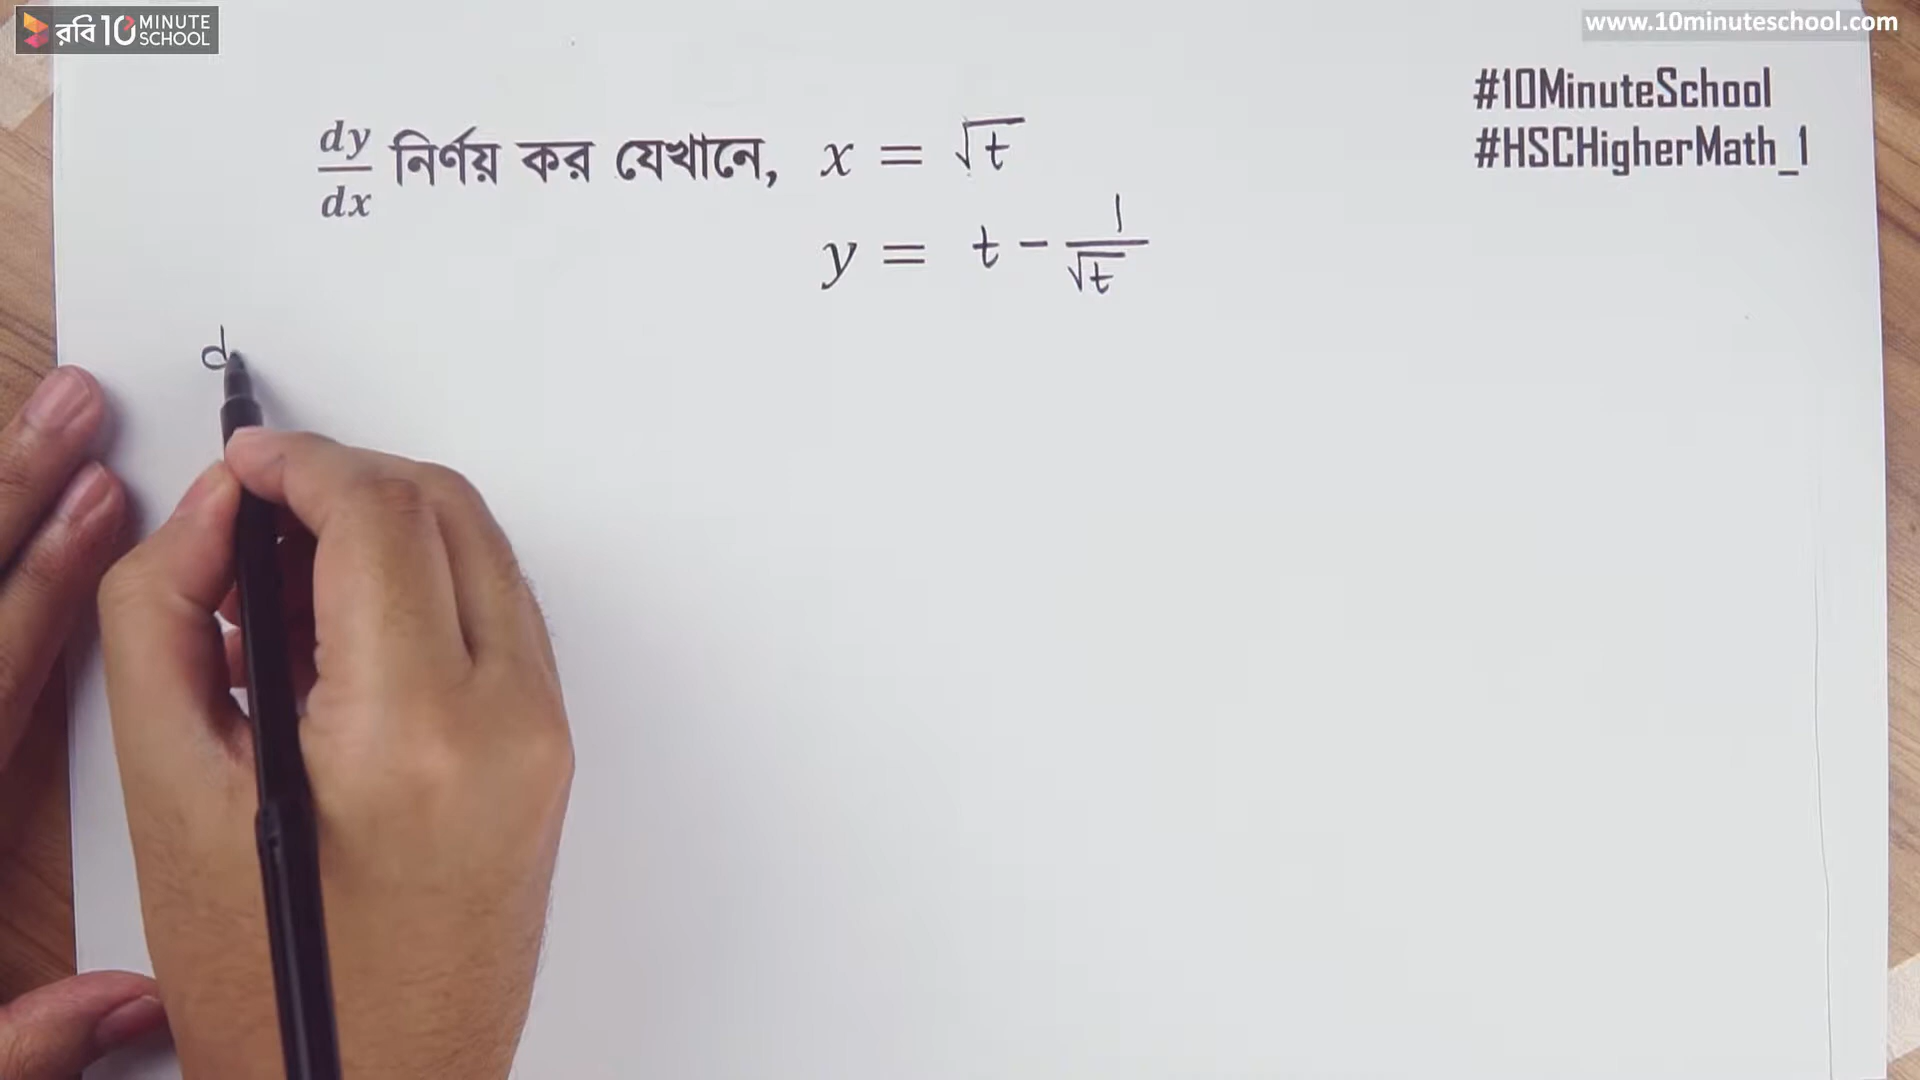 রবি 10 MINUTE SCHOOL
www.10minuteschool.com
#10MinuteSchool
#HSCHigherMath_1
dy/dx নির্ণয় কর যেখানে, x = √t
y = t - 1/√t
d